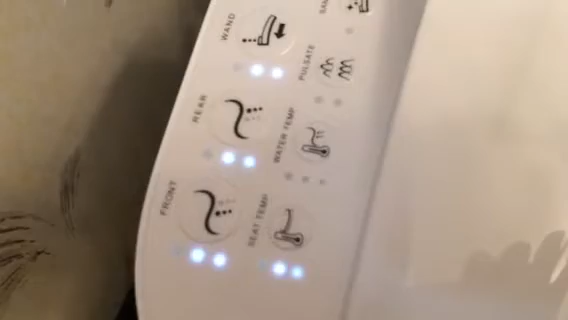 WAND
PULSATE
REAR
WATER TEMP
FRONT
SEAT TEMP